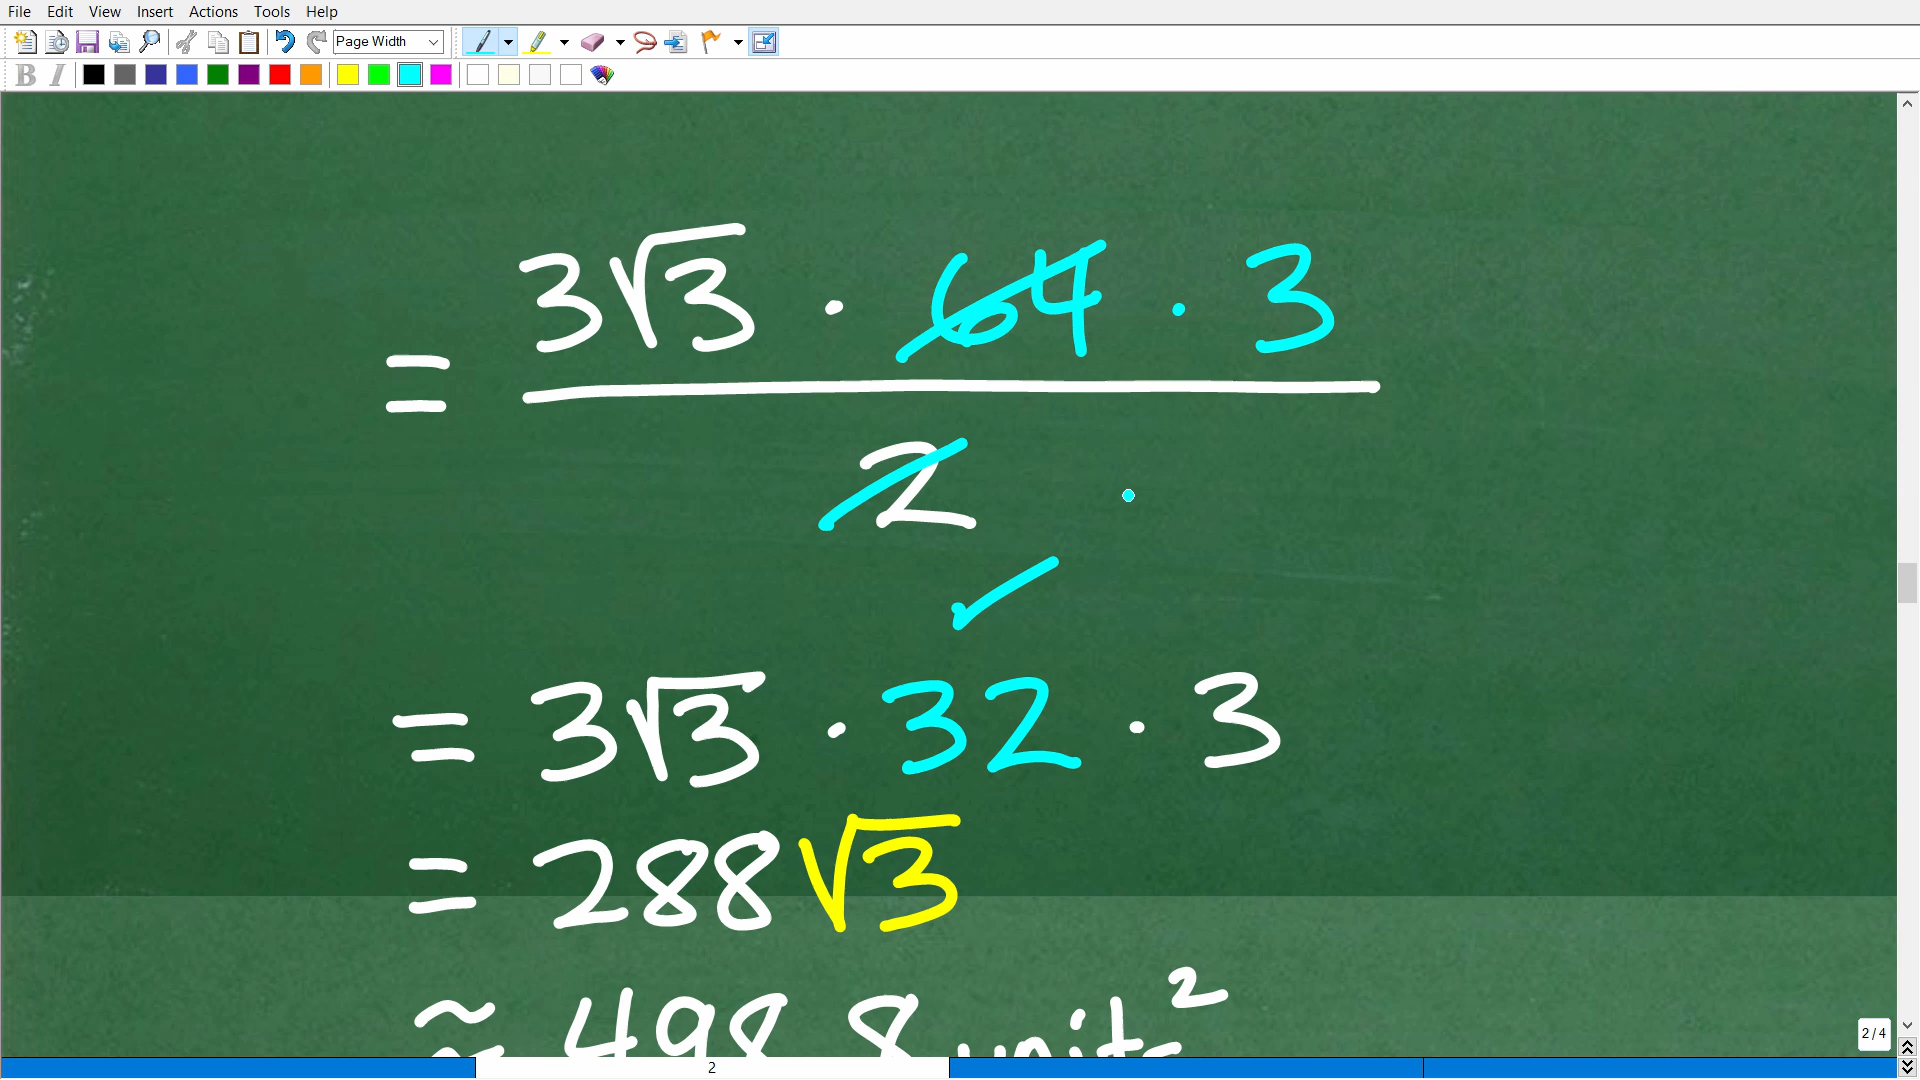 File Edit View Insert Actions Tools Help
Page Width
B I
= 3√3 · 64 · 3
2
= 3√3 · 32 · 3
= 288√3
≈ 498.8 unit²
2 / 4
2